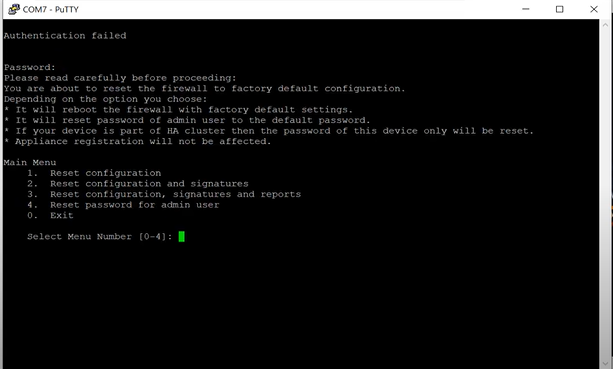 COM7 - PuTTY
Authentication failed
Password:
Please read carefully before proceeding:
You are about to reset the firewall to factory default configuration.
Depending on the option you choose:
* It will reboot the firewall with factory default settings.
* It will reset password of admin user to the default password.
* If your device is part of HA cluster then the password of this device only will be reset.
* Appliance registration will not be affected.
Main Menu
1. Reset configuration
2. Reset configuration and signatures
3. Reset configuration, signatures and reports
4. Reset password for admin user
0. Exit
Select Menu Number [0-4]: